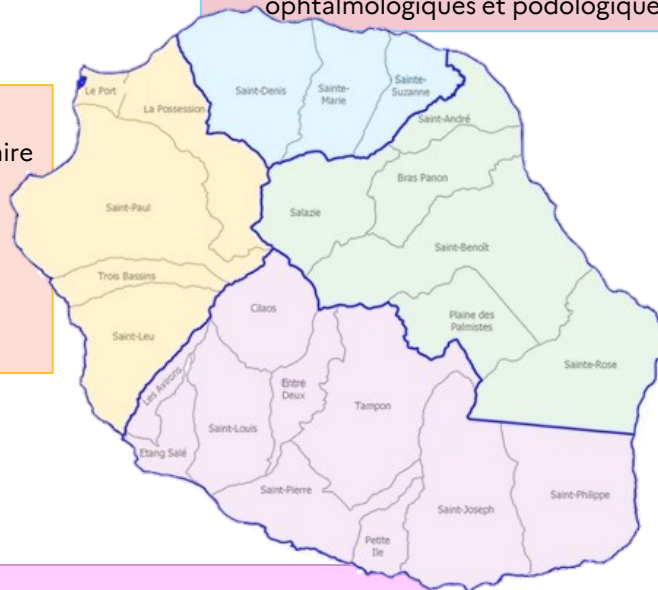 ophtalmologiques et podologique
Le Port
La Possession
Saint-Denis
Sainte-
Marie
Sainte-
Suzanne
Saint-André
aire
Bras Panon
Saint-Paul
Salazie
Saint-Benoît
Trois Bassins
Cilaos
Plaine des
Palmistes
Saint-Leu
Sainte-Rose
Les Avirons
Entre
Deux
Tampon
Saint-Louis
Etang Salé
Saint-Pierre
Saint-Joseph
Saint-Philippe
Petite
Ile